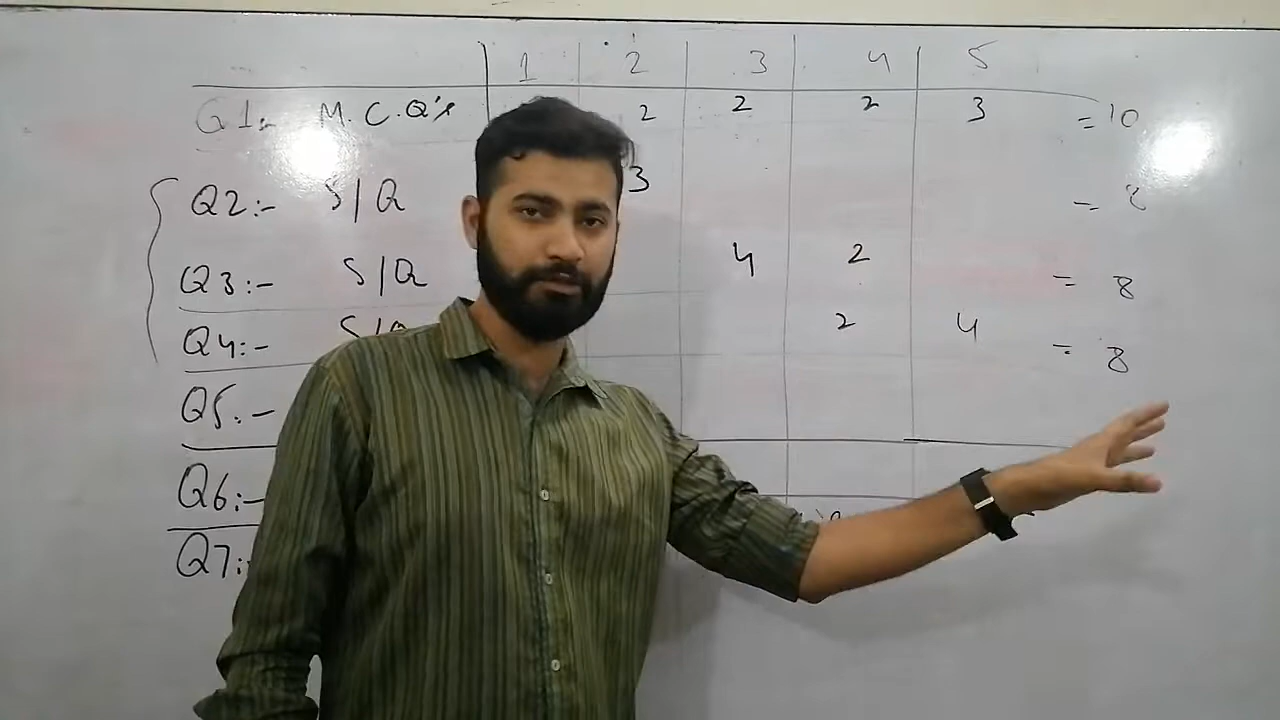 1 2 3 4 5
Q1:- M.C.Q's 2 2 2 3 = 10
Q2:- S/Q 3 = 8
Q3:- S/Q 4 2 = 8
Q4:- S/Q 2 4 = 8
Q5:-
Q6:-
Q7:-